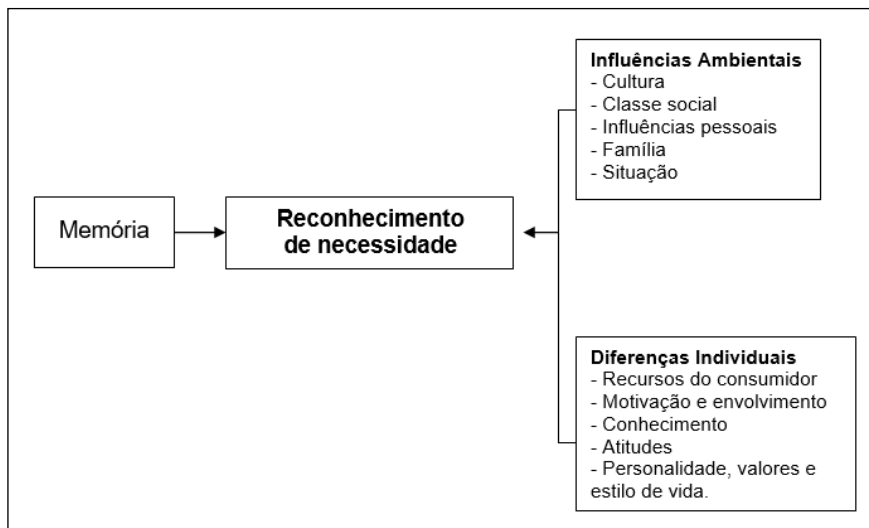 Influências Ambientais
- Cultura
- Classe social
- Influências pessoais
- Família
- Situação
Memória
Reconhecimento
de necessidade
Diferenças Individuais
- Recursos do consumidor
- Motivação e envolvimento
- Conhecimento
- Atitudes
- Personalidade, valores e
estilo de vida.